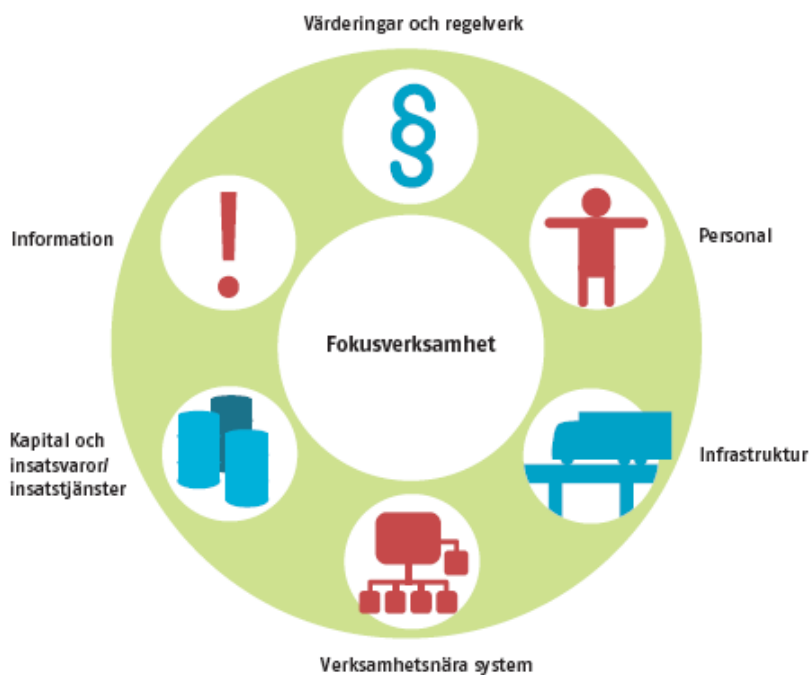 Värderingar och regelverk
Information
Personal
Fokusverksamhet
Kapital och
insatsvaror/
insatstjänster
Infrastruktur
Verksamhetsnära system